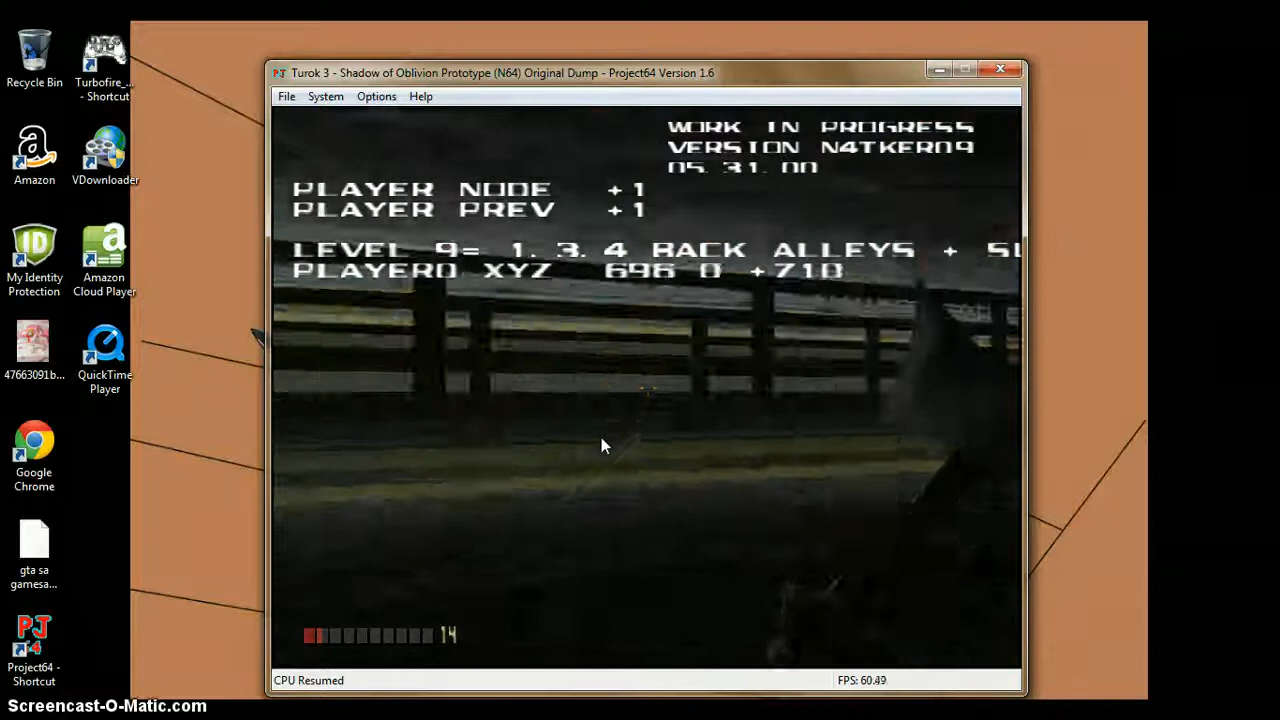 Recycle Bin
Turbofire_...
- Shortcut
Amazon
VDownloader
My Identity
Protection
Amazon
Cloud Player
47663091b...
QuickTime
Player
Google
Chrome
gta sa
gamesa...
Project64 -
Shortcut
Turok 3 - Shadow of Oblivion Prototype (N64) Original Dump - Project64 Version 1.6
File System Options Help
WORK IN PROGRESS
VERSION N4TKER09
05.31.00
PLAYER NODE +1
PLAYER PREV +1
LEVEL 9= 1.3.4 BACK ALLEYS +
PLAYER0 XYZ 696 0 +710
14
CPU Resumed
FPS: 60.49
Screencast-O-Matic.com